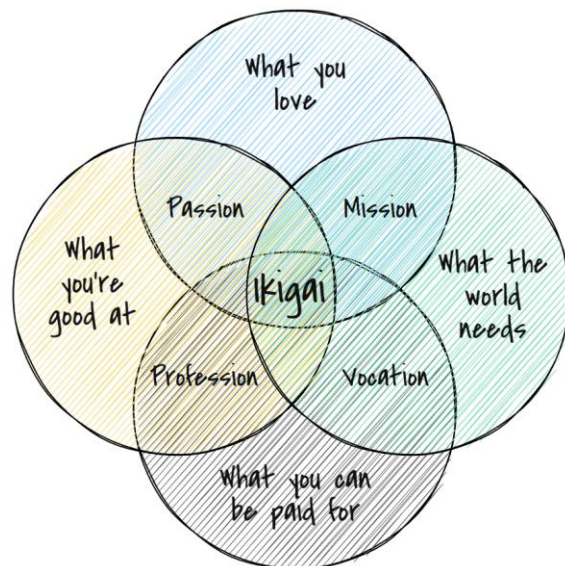 What you
love
Passion
Mission
What
you're
good at
Ikigai
What the
world
needs
Profession
Vocation
What you can
be paid for